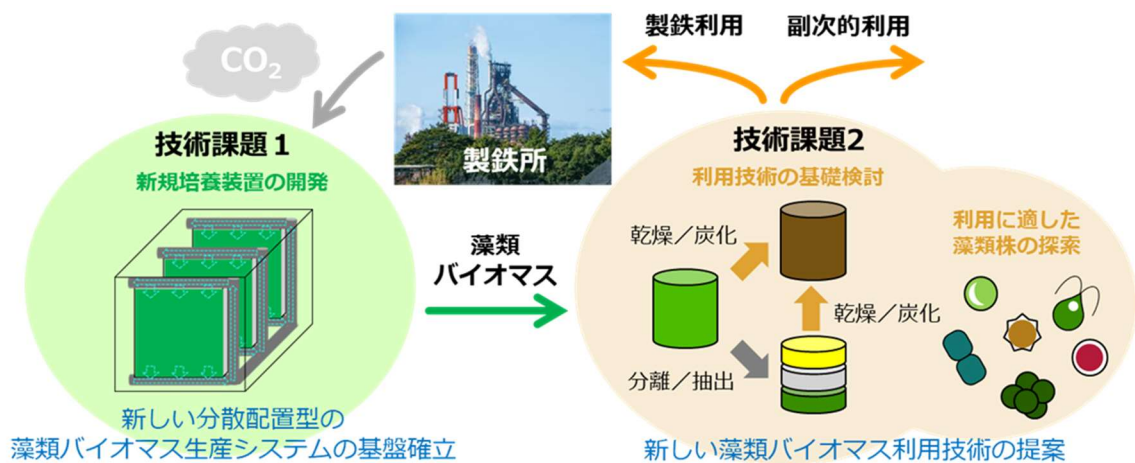 製鉄利用
副次的利用
CO2
製鉄所
技術課題1
新規培養装置の開発
藻類
バイオマス
新しい分散配置型の
藻類バイオマス生産システムの基盤確立
技術課題2
利用技術の基礎検討
乾燥/炭化
乾燥/炭化
分離/抽出
利用に適した
藻類株の探索
新しい藻類バイオマス利用技術の提案